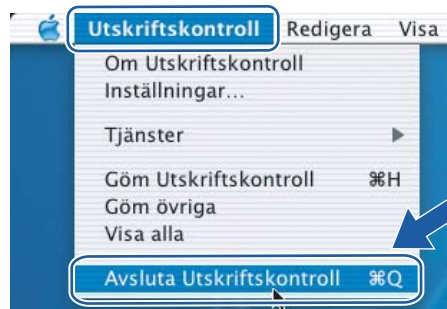 Utskriftskontroll Redigera Visa
Om Utskriftskontroll
Inställningar...
Tjänster
Göm Utskriftskontroll ⌘H
Göm övriga
Visa alla
Avsluta Utskriftskontroll ⌘Q